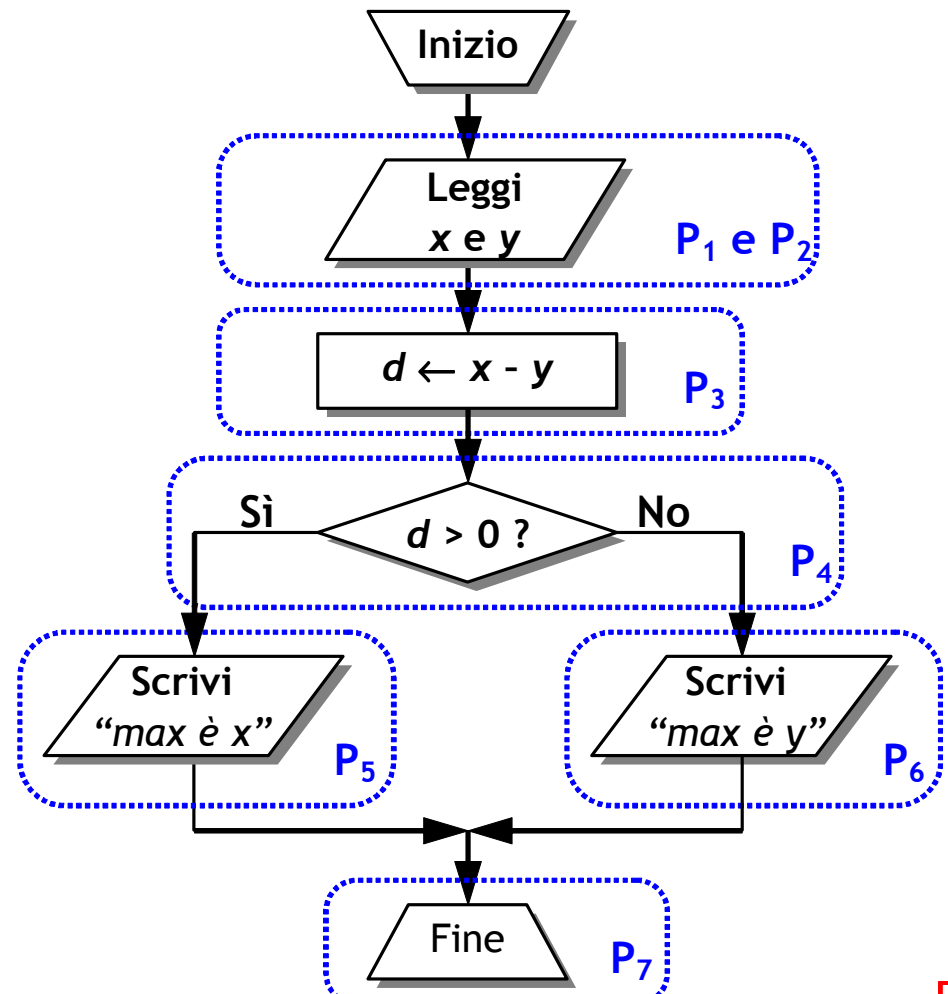 Inizio
Leggi
x e y
P₁ e P₂
d ← x - y
P₃
Sì
d > 0 ?
No
P₄
Scrivi
“max è x”
P₅
Scrivi
“max è y”
P₆
Fine
P₇